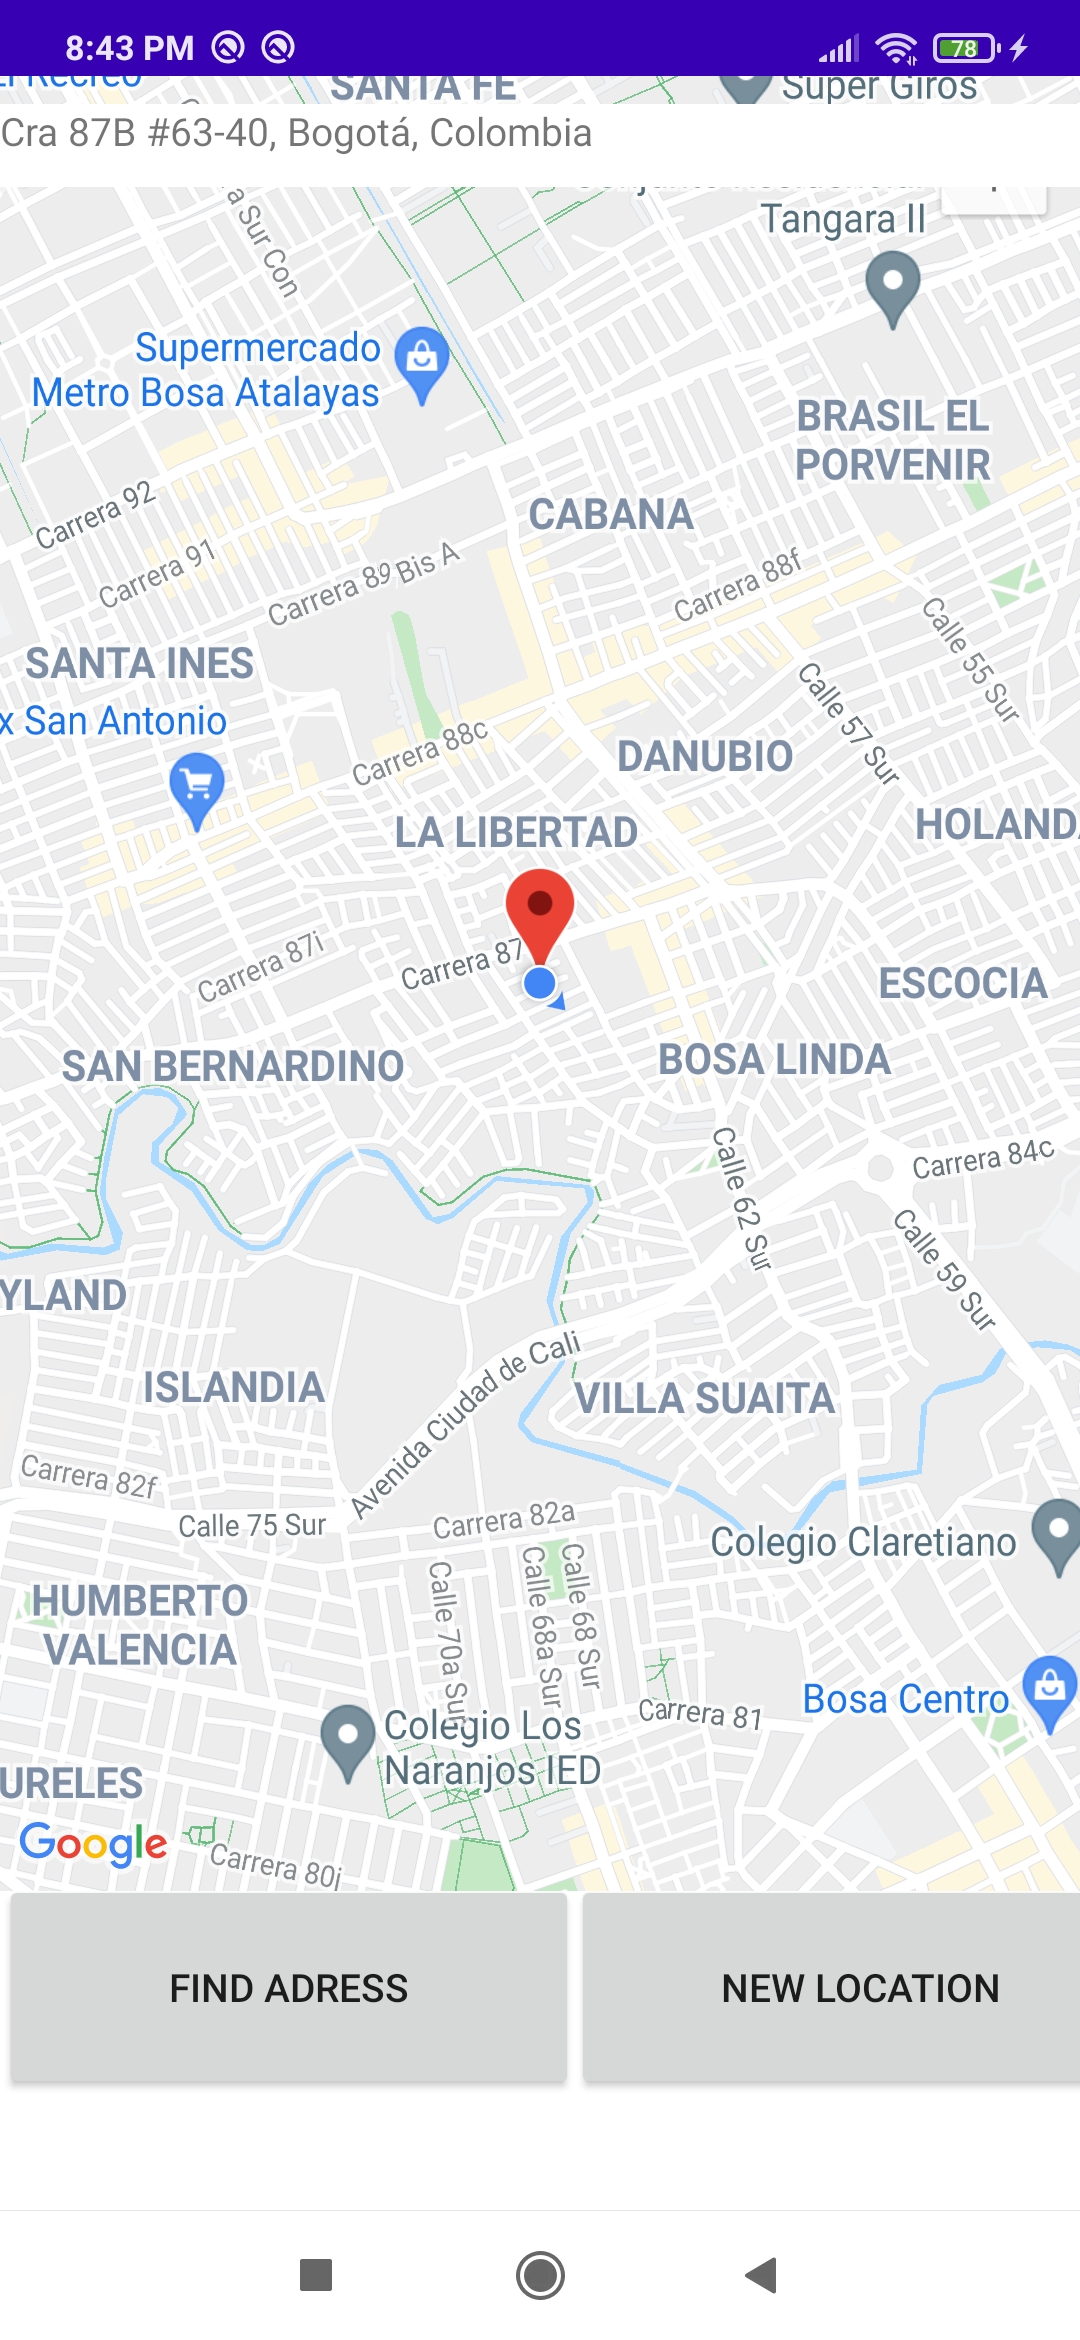 8:43 PM
78
El Recreo
SANTA FE
Super Giros
Cra 87B #63-40, Bogotá, Colombia
a Sur Con
Tangara II
Supermercado
Metro Bosa Atalayas
BRASIL EL
PORVENIR
Carrera 92
CABANA
Carrera 91
Carrera 89 Bis A
Carrera 88f
Calle 55 Sur
SANTA INES
x San Antonio
Calle 57 Sur
Carrera 88c
DANUBIO
LA LIBERTAD
HOLAND
Carrera 87i
Carrera 87
ESCOCIA
SAN BERNARDINO
BOSA LINDA
Carrera 84c
Calle 62 Sur
Calle 59 Sur
YLAND
Avenida Ciudad de Cali
ISLANDIA
VILLA SUAITA
Carrera 82f
Calle 75 Sur
Carrera 82a
Colegio Claretiano
HUMBERTO
VALENCIA
Calle 70a Sur
Calle 68a Sur
Calle 68 Sur
Bosa Centro
Carrera 81
Colegio Los
Naranjos IED
URELES
Google
Carrera 80i
FIND ADRESS
NEW LOCATION